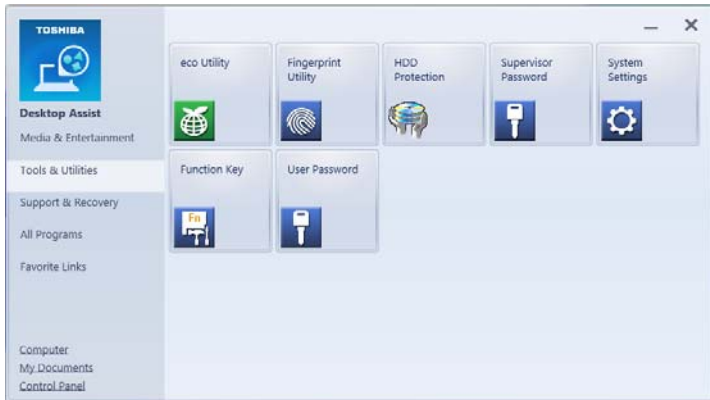 TOSHIBA
Desktop Assist
Media & Entertainment
Tools & Utilities
Support & Recovery
All Programs
Favorite Links
Computer
My Documents
Control Panel
eco Utility
Fingerprint
Utility
HDD
Protection
Supervisor
Password
System
Settings
Function Key
Fn
User Password